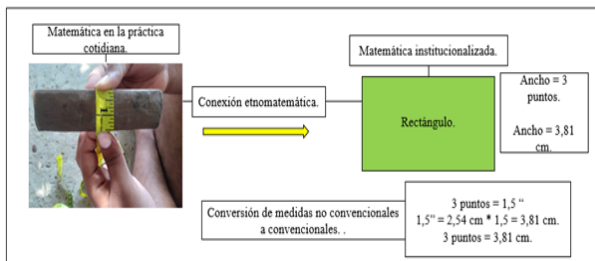 Matemática en la práctica
cotidiana.
Matemática institucionalizada.
Conexión etnomatemática.
Rectángulo.
Ancho = 3
puntos.
Ancho = 3,81
cm.
Conversión de medidas no convencionales
a convencionales. .
3 puntos = 1,5 “
1,5” = 2,54 cm * 1,5 = 3,81 cm.
3 puntos = 3,81 cm.